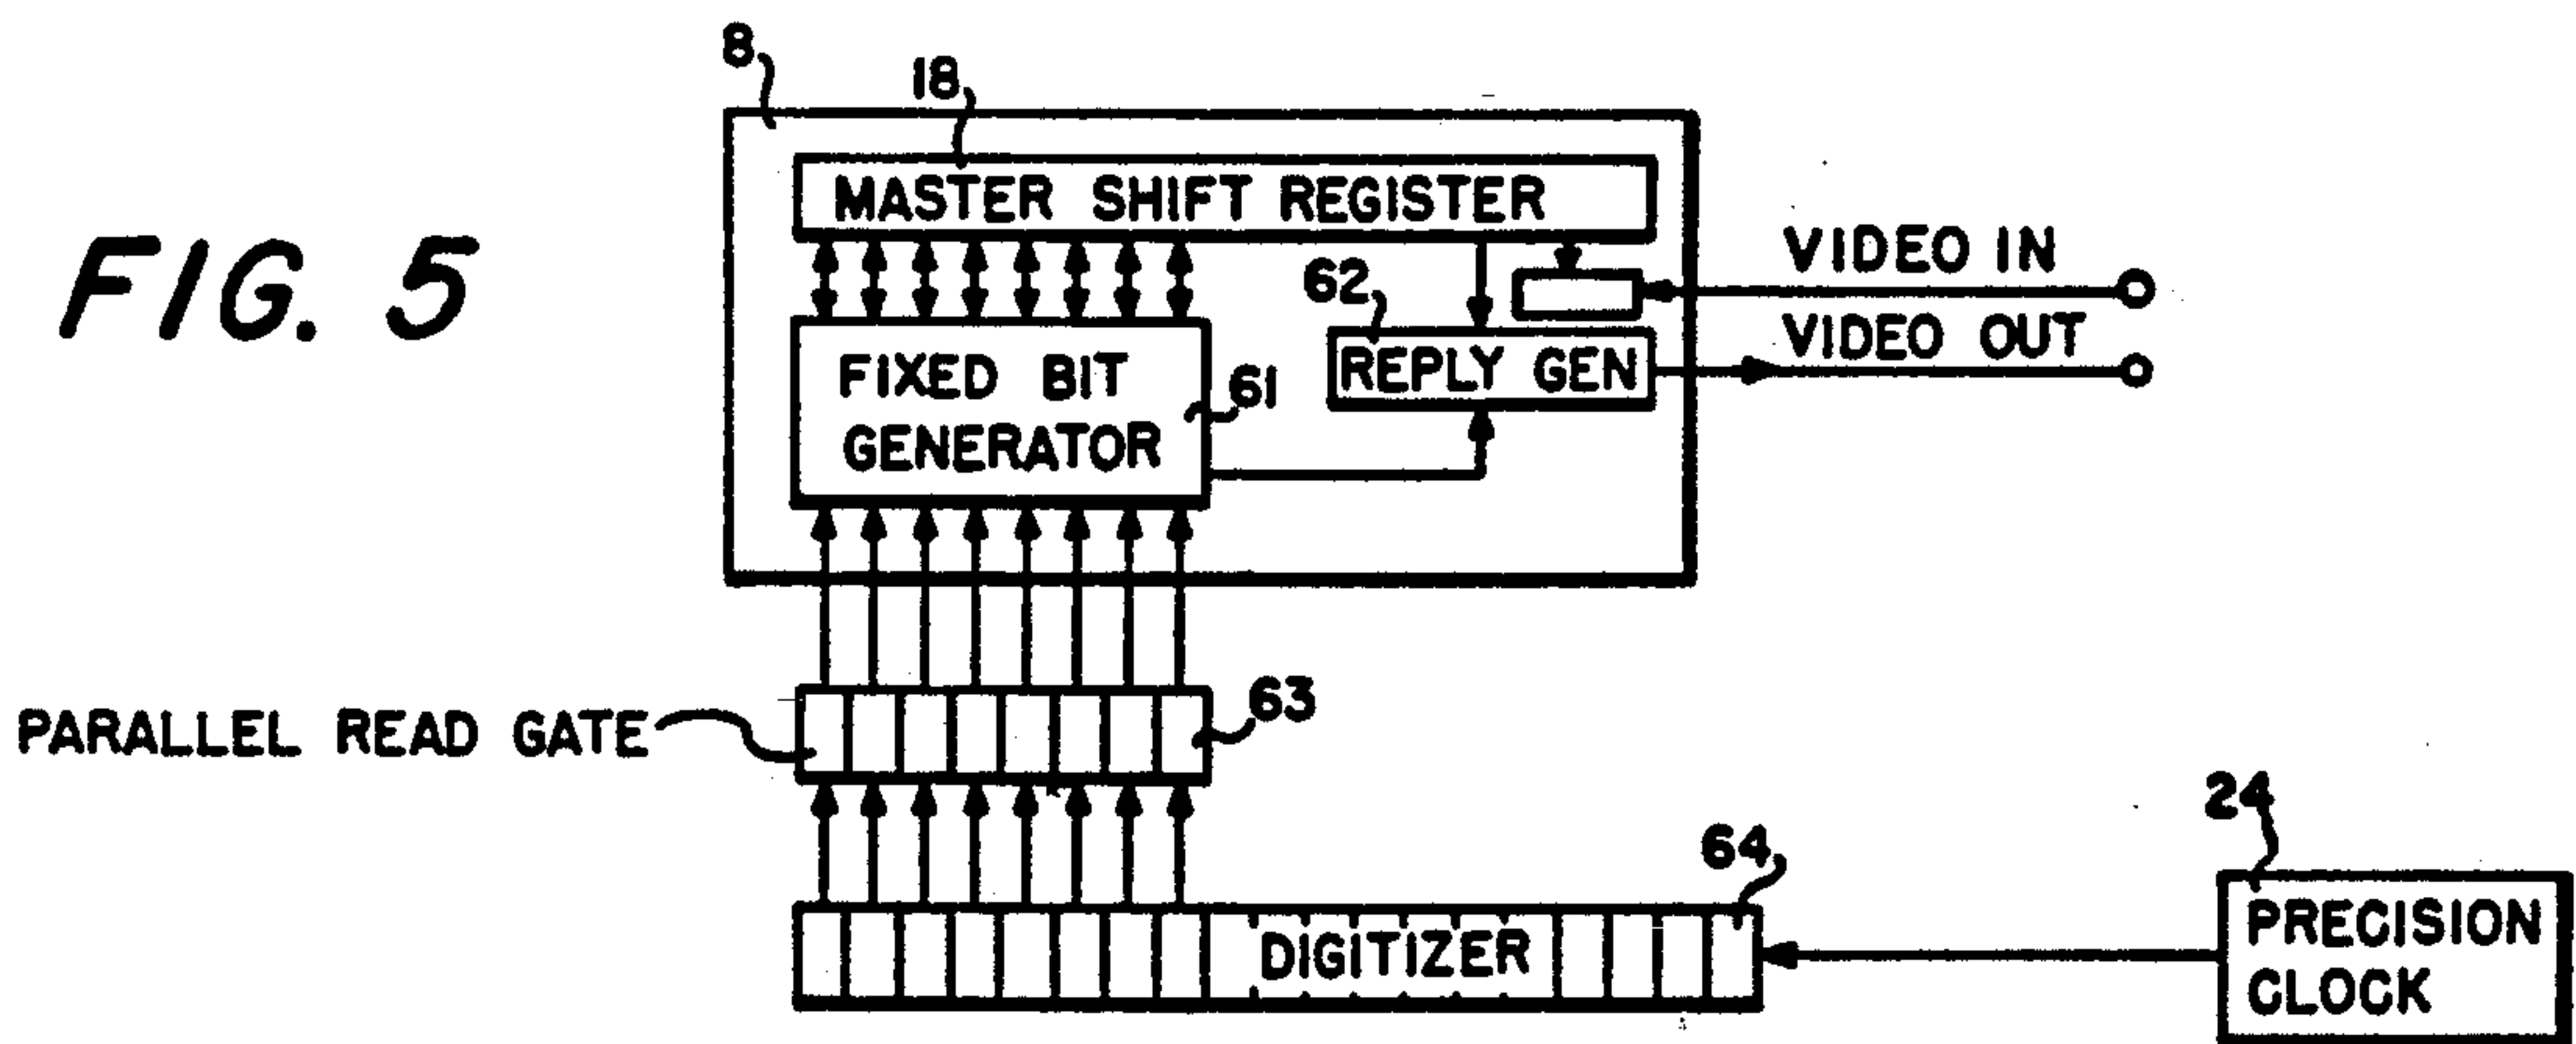 FIG. 5
8
18
MASTER SHIFT REGISTER
VIDEO IN
62
VIDEO OUT
REPLY GEN
FIXED BIT
GENERATOR
61
PARALLEL READ GATE
63
64
DIGITIZER
24
PRECISION
CLOCK